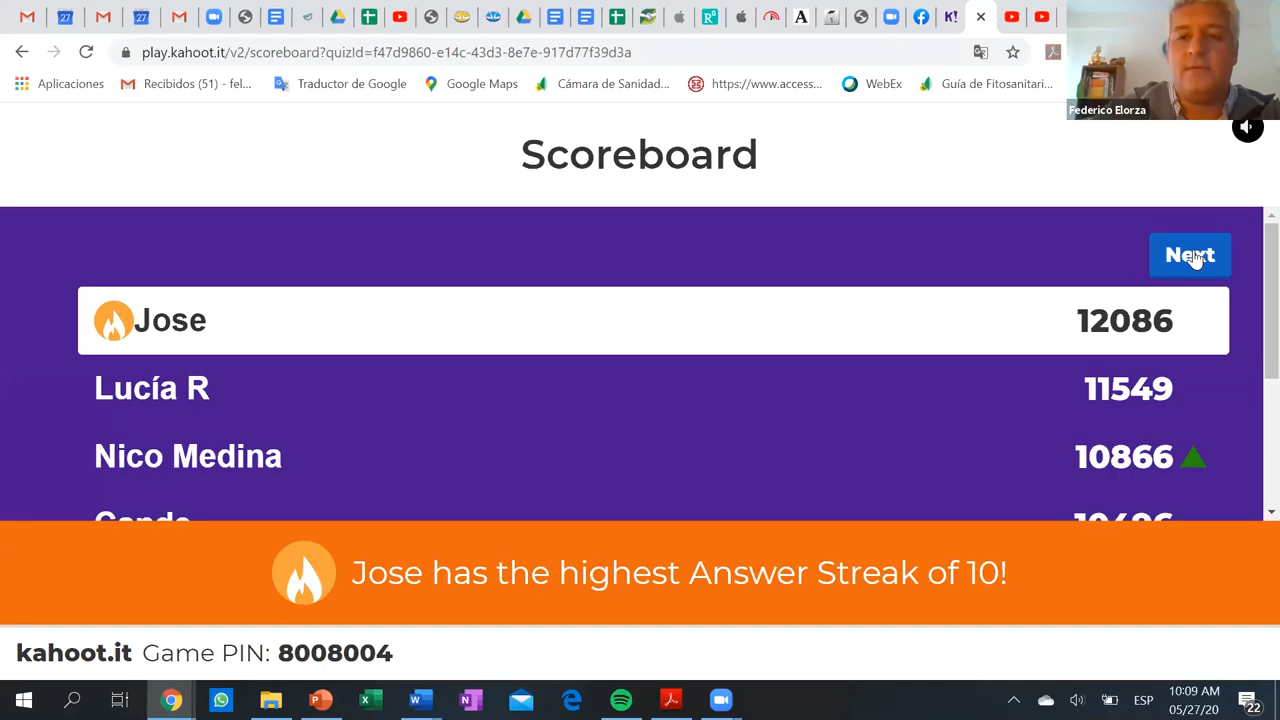 play.kahoot.it/v2/scoreboard?quizId=f47d9860-e14c-43d3-8e7e-917d77f39d3a
Aplicaciones
Recibidos (51) - fel...
Traductor de Google
Google Maps
Cámara de Sanidad...
https://www.access...
WebEx
Guía de Fitosanitari...
Federico Elorza
Scoreboard
Next
Jose 12086
Lucía R 11549
Nico Medina 10866
Jose has the highest Answer Streak of 10!
kahoot.it Game PIN: 8008004
ESP
10:09 AM
05/27/20
22